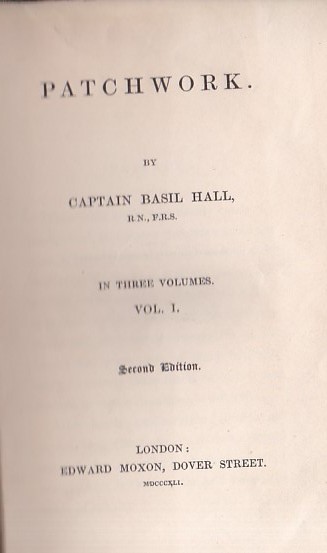 PATCHWORK.
BY
CAPTAIN BASIL HALL,
R.N., F.R.S.
IN THREE VOLUMES.
VOL. I.
Second Edition.
LONDON:
EDWARD MOXON, DOVER STREET.
MDCCCXLI.